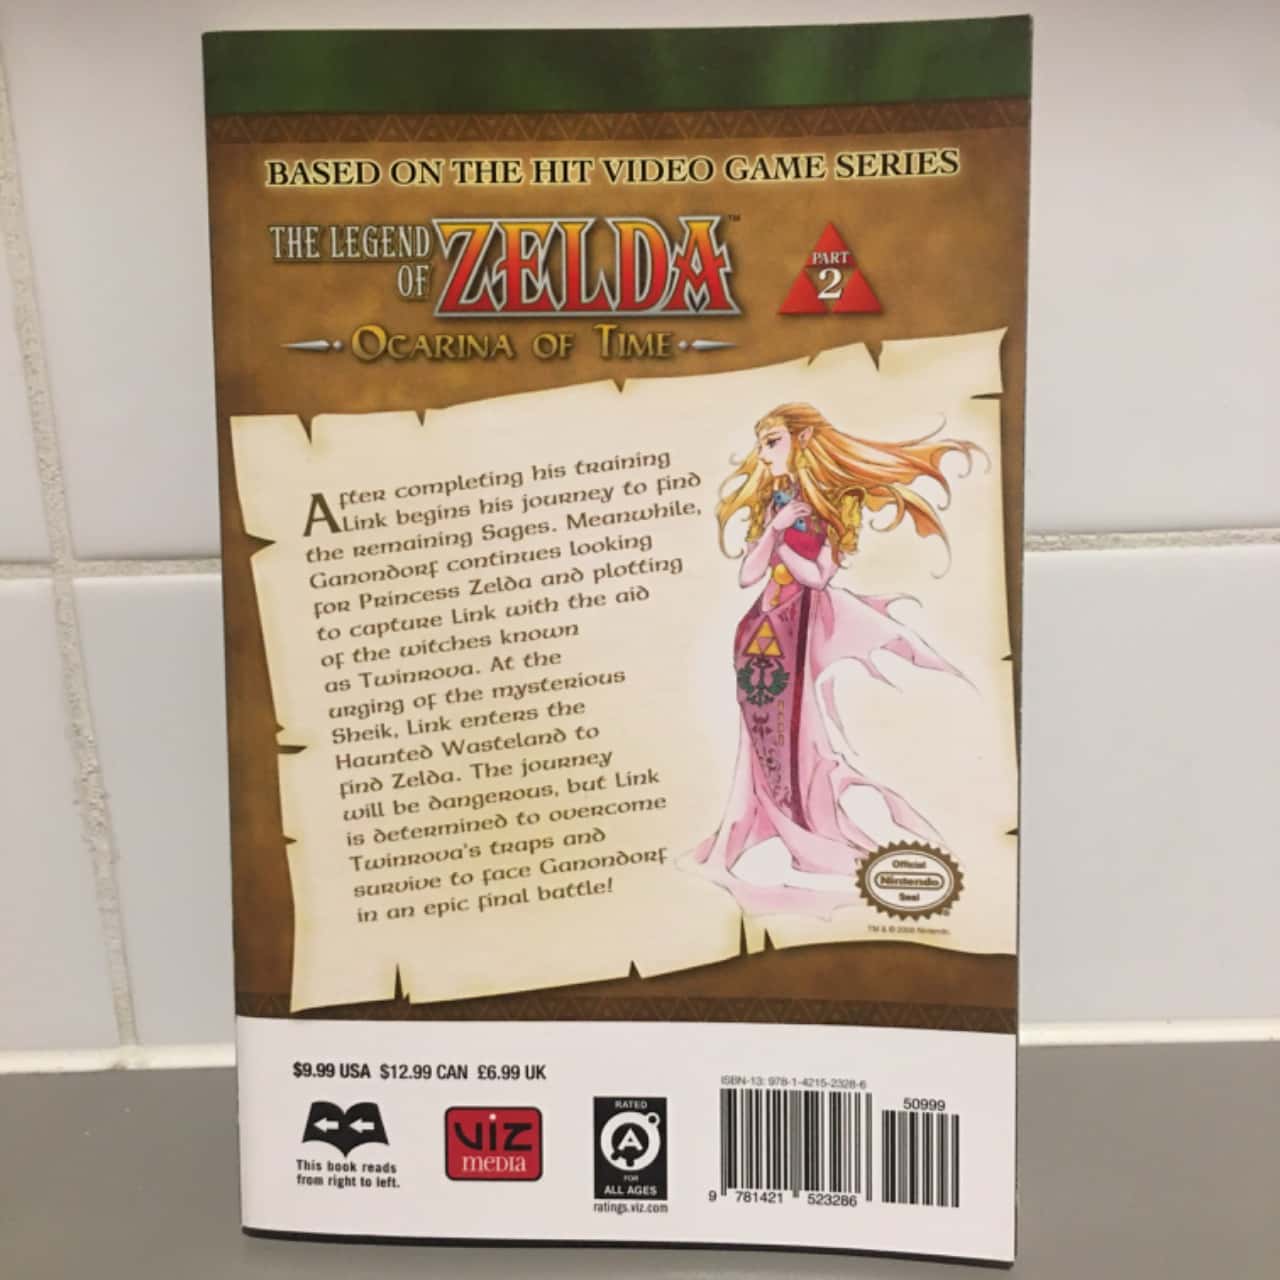 BASED ON THE HIT VIDEO GAME SERIES
THE LEGEND
OF
ZELDA™
PART
2
OCARINA OF TIME
After completing his training
Link begins his journey to find
the remaining Sages. Meanwhile,
Ganondorf continues looking
for Princess Zelda and plotting
to capture Link with the aid
of the witches known
as Twinrova. At the
urging of the mysterious
Sheik, Link enters the
Haunted Wasteland to
find Zelda. The journey
will be dangerous, but Link
is determined to overcome
Twinrova's traps and
survive to face Ganondorf
in an epic final battle!
Official
Nintendo
Seal
TM & © 2008 Nintendo.
$9.99 USA $12.99 CAN £6.99 UK
This book reads
from right to left.
VIZ
MEDIA
RATED
A
FOR
ALL AGES
ratings.viz.com
ISBN-13: 978-1-4215-2328-6
50999
9 781421 523286